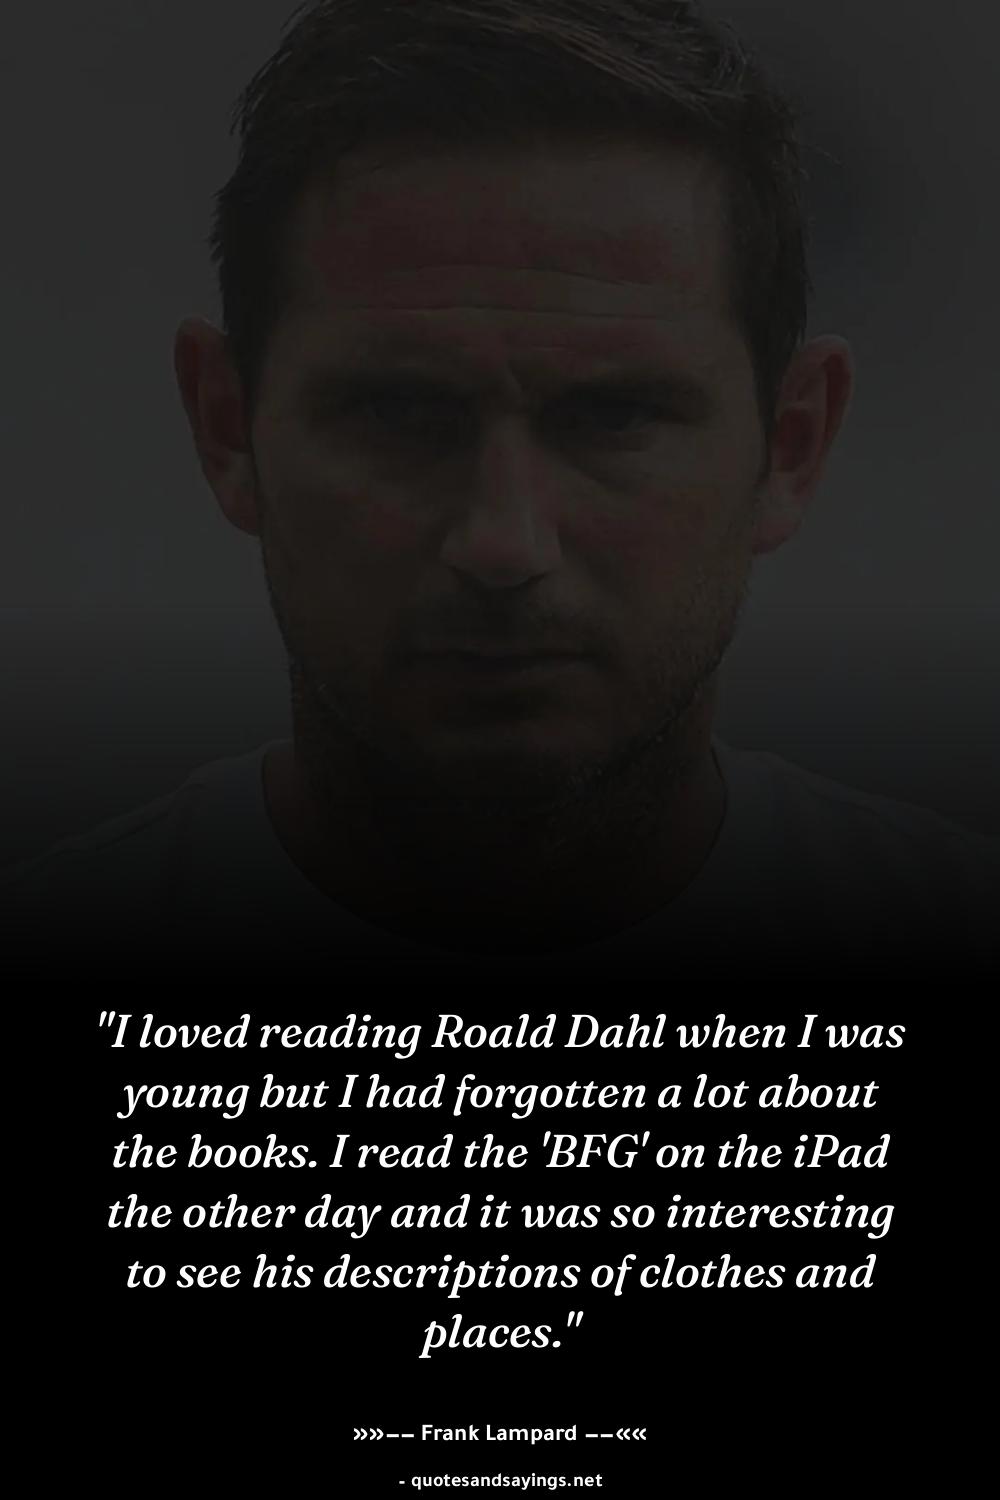 "I loved reading Roald Dahl when I was
young but I had forgotten a lot about
the books. I read the 'BFG' on the iPad
the other day and it was so interesting
to see his descriptions of clothes and
places."
»»–– Frank Lampard ––««
- quotesandsayings.net